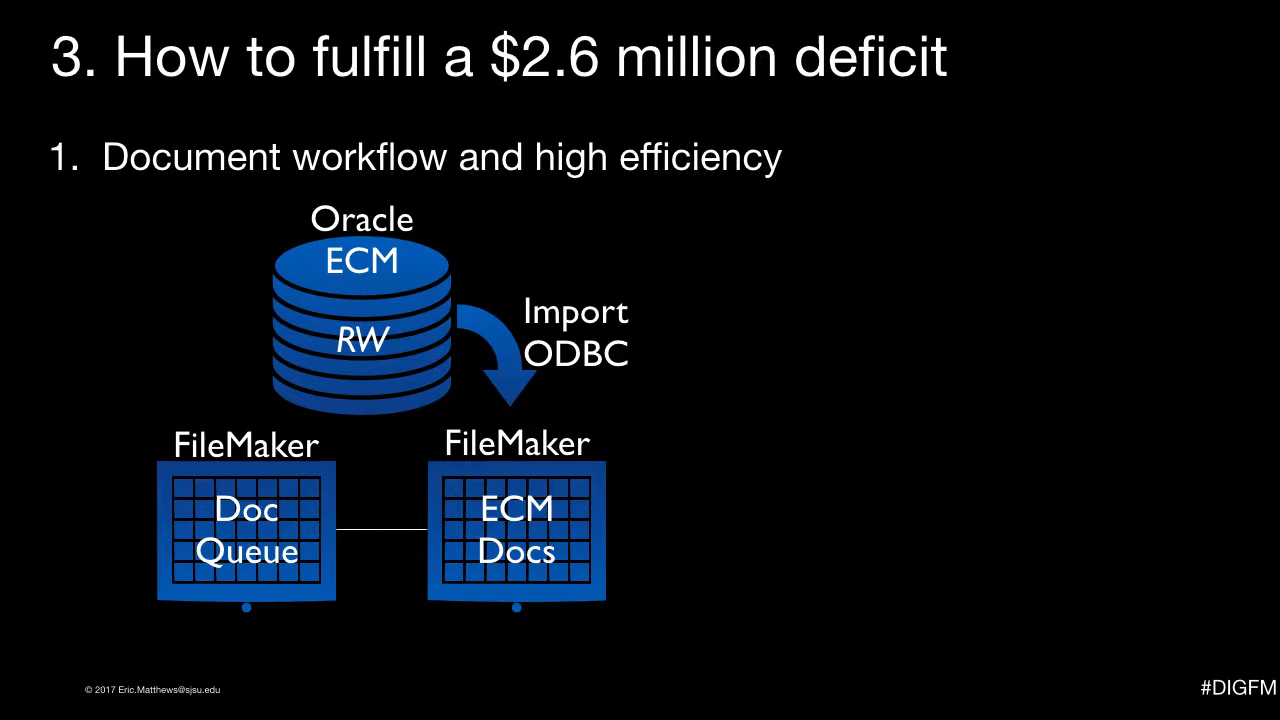 3. How to fulfill a $2.6 million deficit
1. Document workflow and high efficiency
Oracle
ECM
RW
Import
ODBC
FileMaker
Doc
Queue
FileMaker
ECM
Docs
© 2017 Eric.Matthews@sjsu.edu
#DIGFM